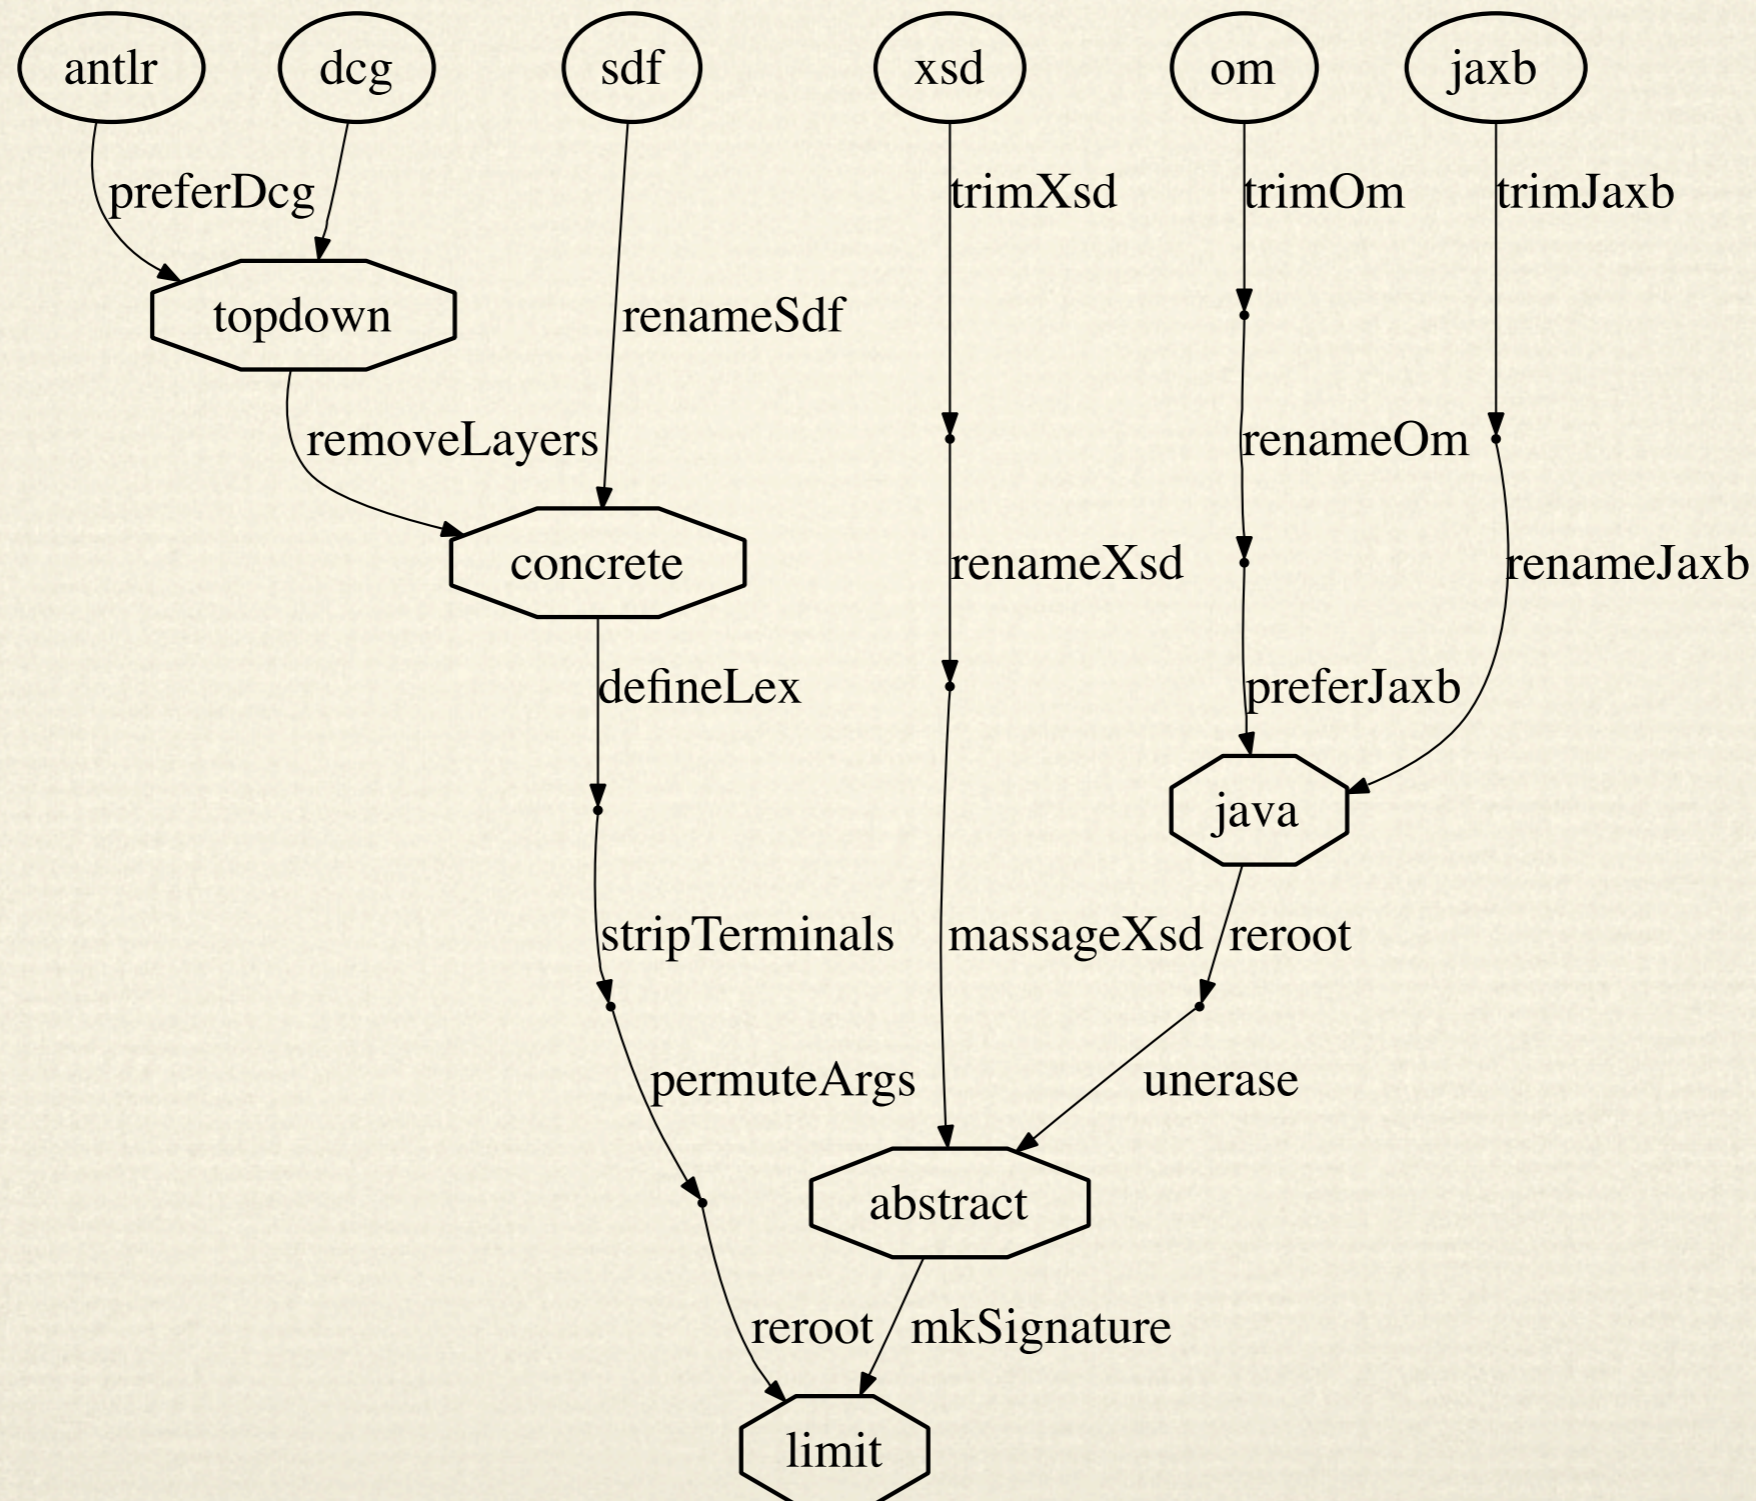 antlr
dcg
sdf
xsd
om
jaxb
preferDcg
trimXsd
trimOm
trimJaxb
topdown
renameSdf
removeLayers
renameOm
concrete
renameXsd
renameJaxb
defineLex
preferJaxb
java
stripTerminals
massageXsd
reroot
permuteArgs
unerase
abstract
reroot
mkSignature
limit